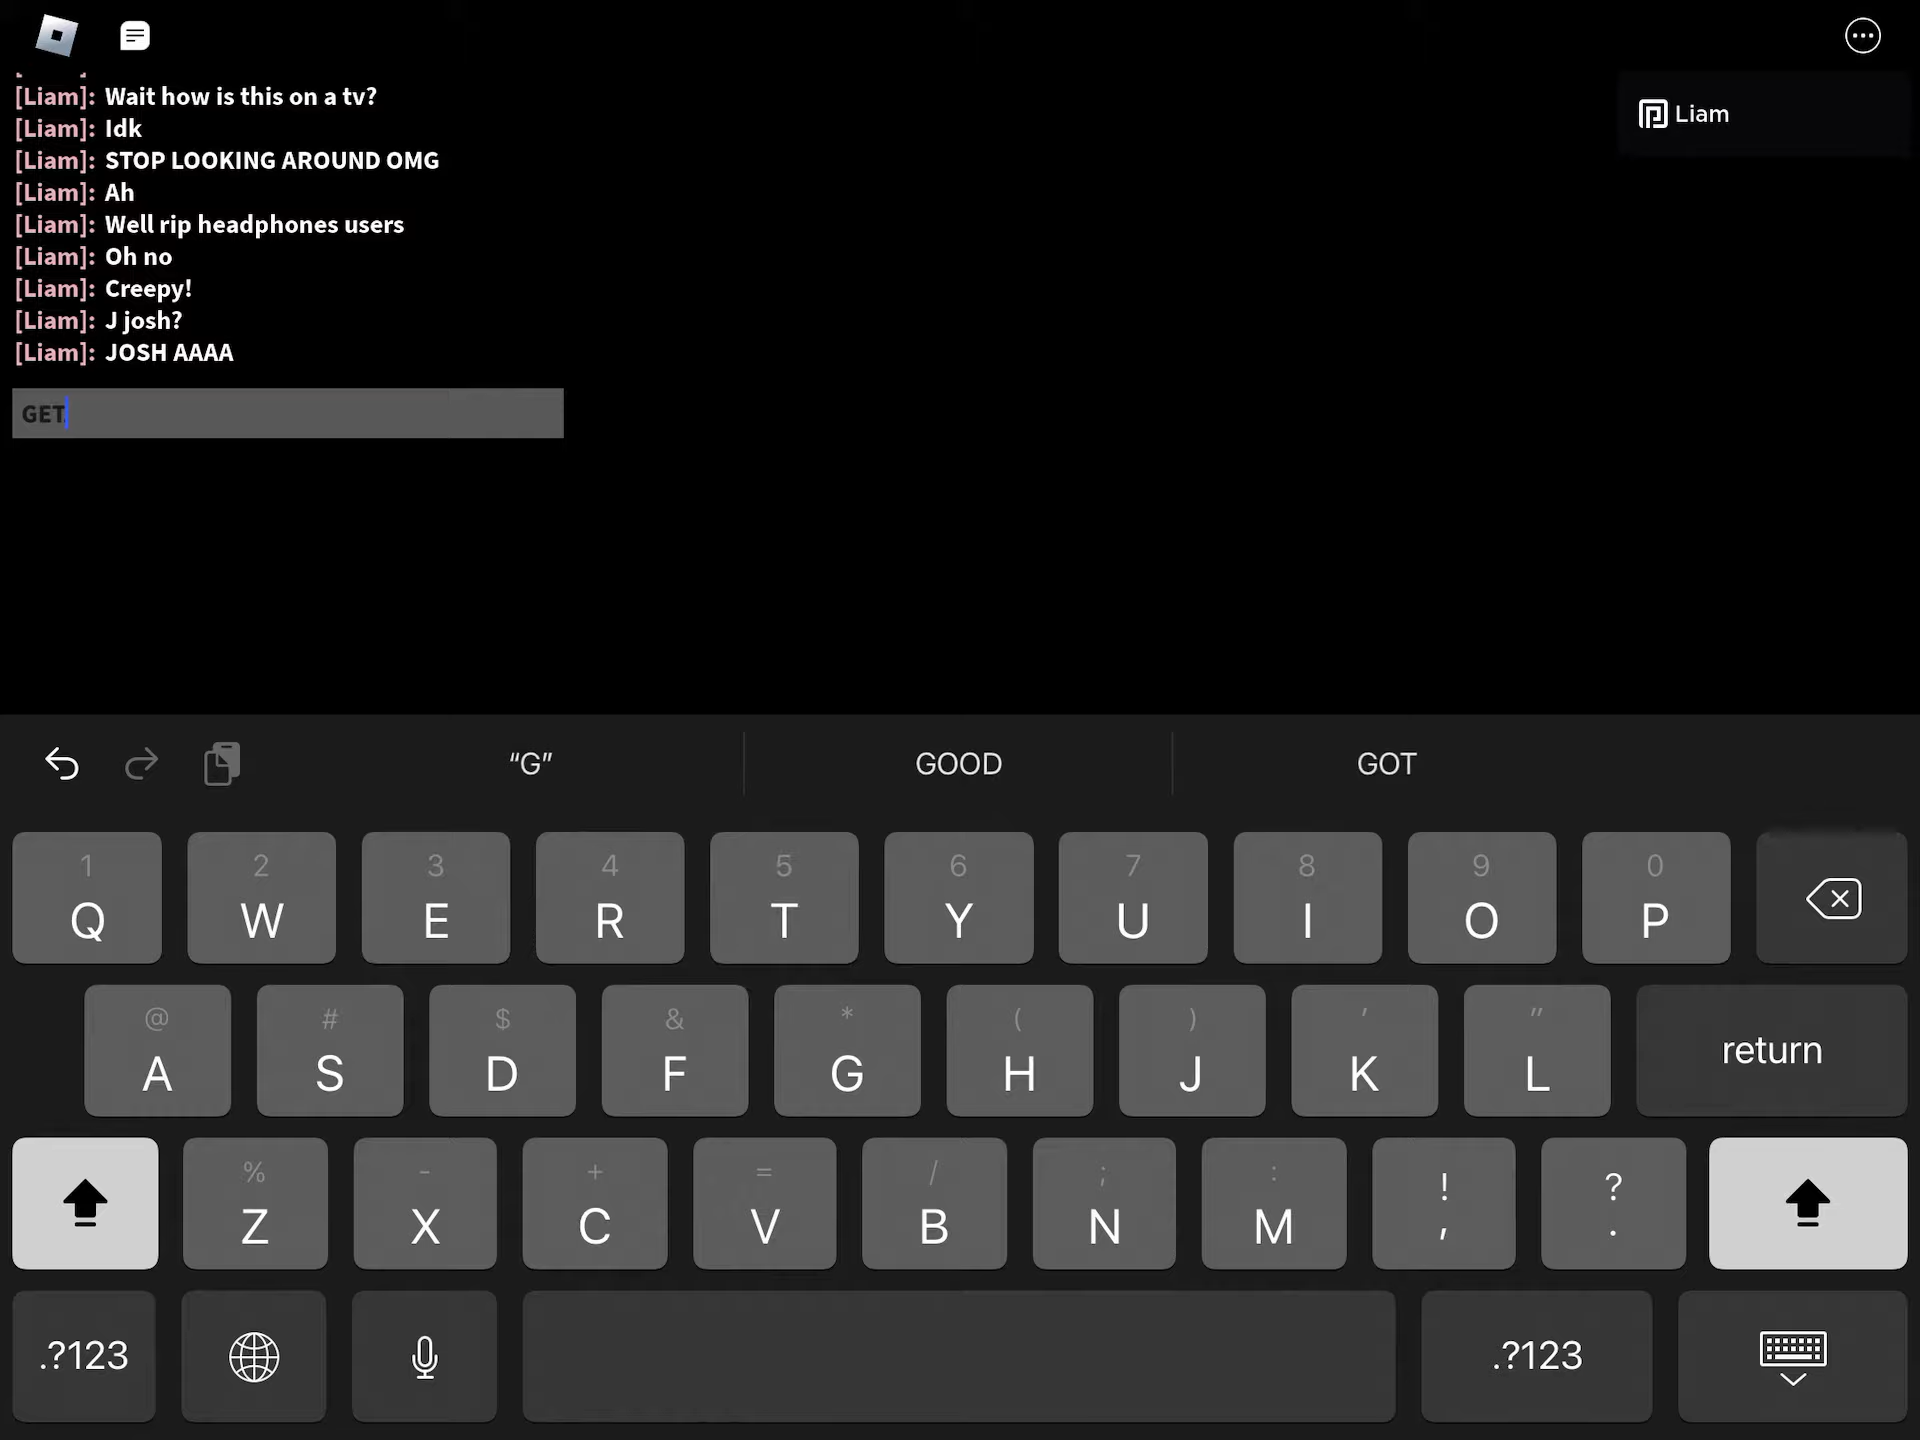 [Liam]: Wait how is this on a tv?
[Liam]: Idk
[Liam]: STOP LOOKING AROUND OMG
[Liam]: Ah
[Liam]: Well rip headphones users
[Liam]: Oh no
[Liam]: Creepy!
[Liam]: J josh?
[Liam]: JOSH AAAA
Liam
GET
“G” GOOD GOT
1 2 3 4 5 6 7 8 9 0
Q W E R T Y U I O P
@ # $ & * ( ) ' "
A S D F G H J K L return
% - + = / ; : ! ?
Z X C V B N M , .
.?123 .?123